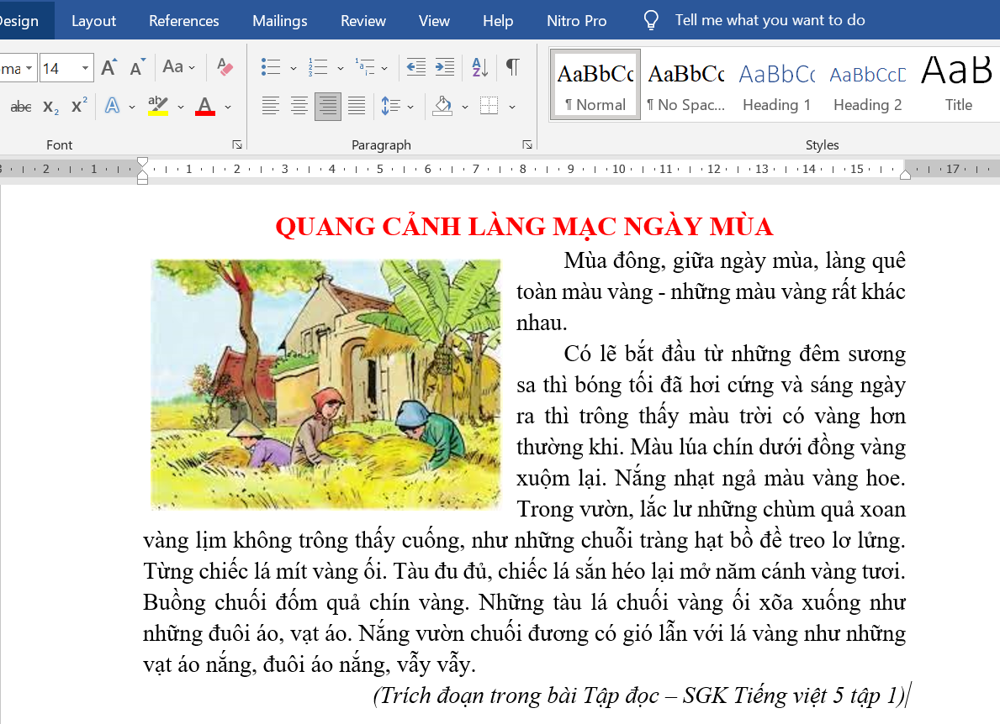 Design Layout References Mailings Review View Help Nitro Pro Tell me what you want to do
14 Aa AaBbCc AaBbCc AaBbCc AaBbCcD AaB
abc X2 X2 A ab A ¶ Normal ¶ No Spac... Heading 1 Heading 2 Title
Font Paragraph Styles
3 2 1 1 2 3 4 5 6 7 8 9 10 11 12 13 14 15 17
QUANG CẢNH LÀNG MẠC NGÀY MÙA
Mùa đông, giữa ngày mùa, làng quê
toàn màu vàng - những màu vàng rất khác
nhau.
Có lẽ bắt đầu từ những đêm sương
sa thì bóng tối đã hơi cứng và sáng ngày
ra thì trông thấy màu trời có vàng hơn
thường khi. Màu lúa chín dưới đồng vàng
xuộm lại. Nắng nhạt ngả màu vàng hoe.
Trong vườn, lắc lư những chùm quả xoan
vàng lịm không trông thấy cuống, như những chuỗi tràng hạt bồ đề treo lơ lửng.
Từng chiếc lá mít vàng ối. Tàu đu đủ, chiếc lá sắn héo lại mở năm cánh vàng tươi.
Buồng chuối đốm quả chín vàng. Những tàu lá chuối vàng ối xõa xuống như
những đuôi áo, vạt áo. Nắng vườn chuối đương có gió lẫn với lá vàng như những
vạt áo nắng, đuôi áo nắng, vẫy vẫy.
(Trích đoạn trong bài Tập đọc – SGK Tiếng việt 5 tập 1)